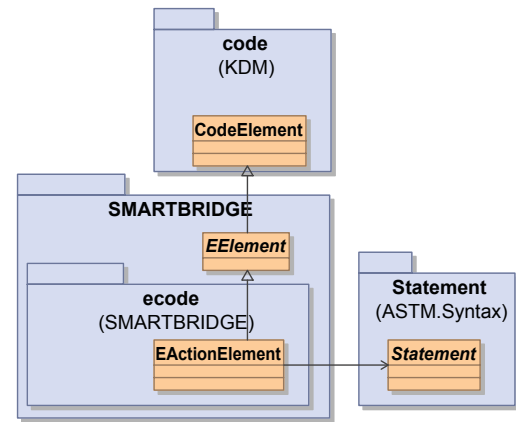 code
(KDM)
CodeElement
SMARTBRIDGE
EElement
ecode
(SMARTBRIDGE)
EActionElement
Statement
(ASTM.Syntax)
Statement